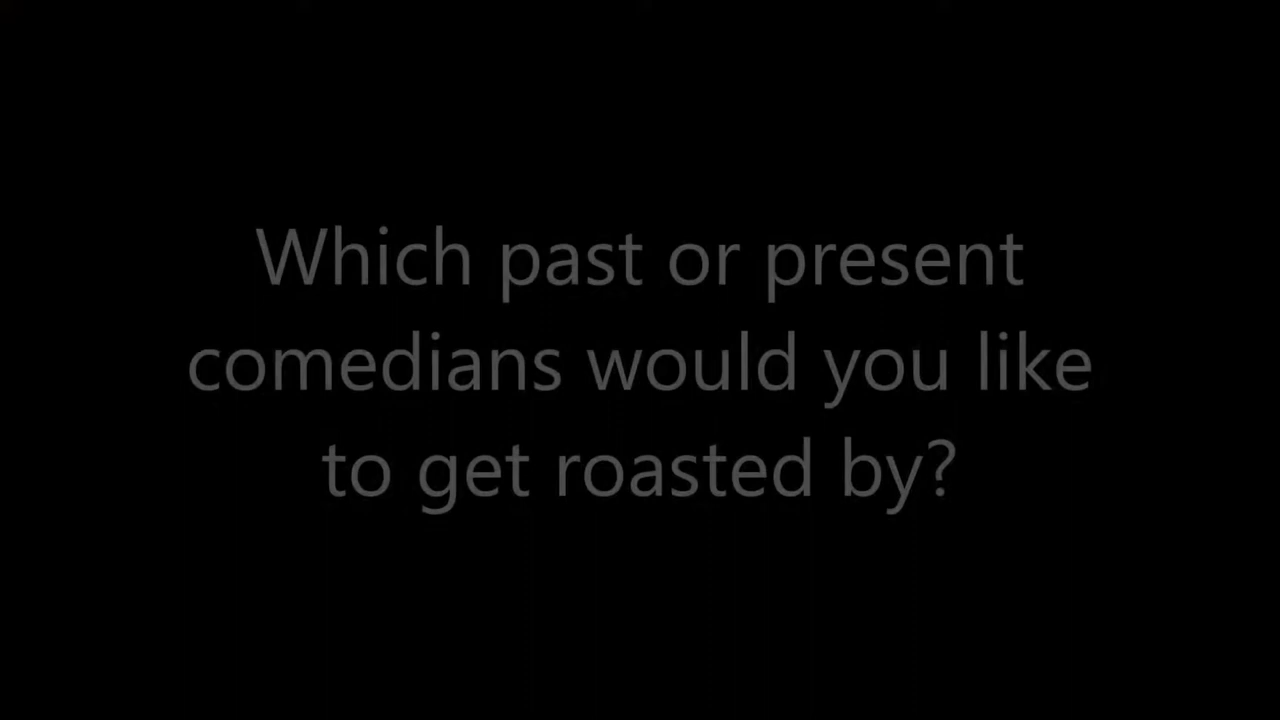 Which past or present
comedians would you like
to get roasted by?